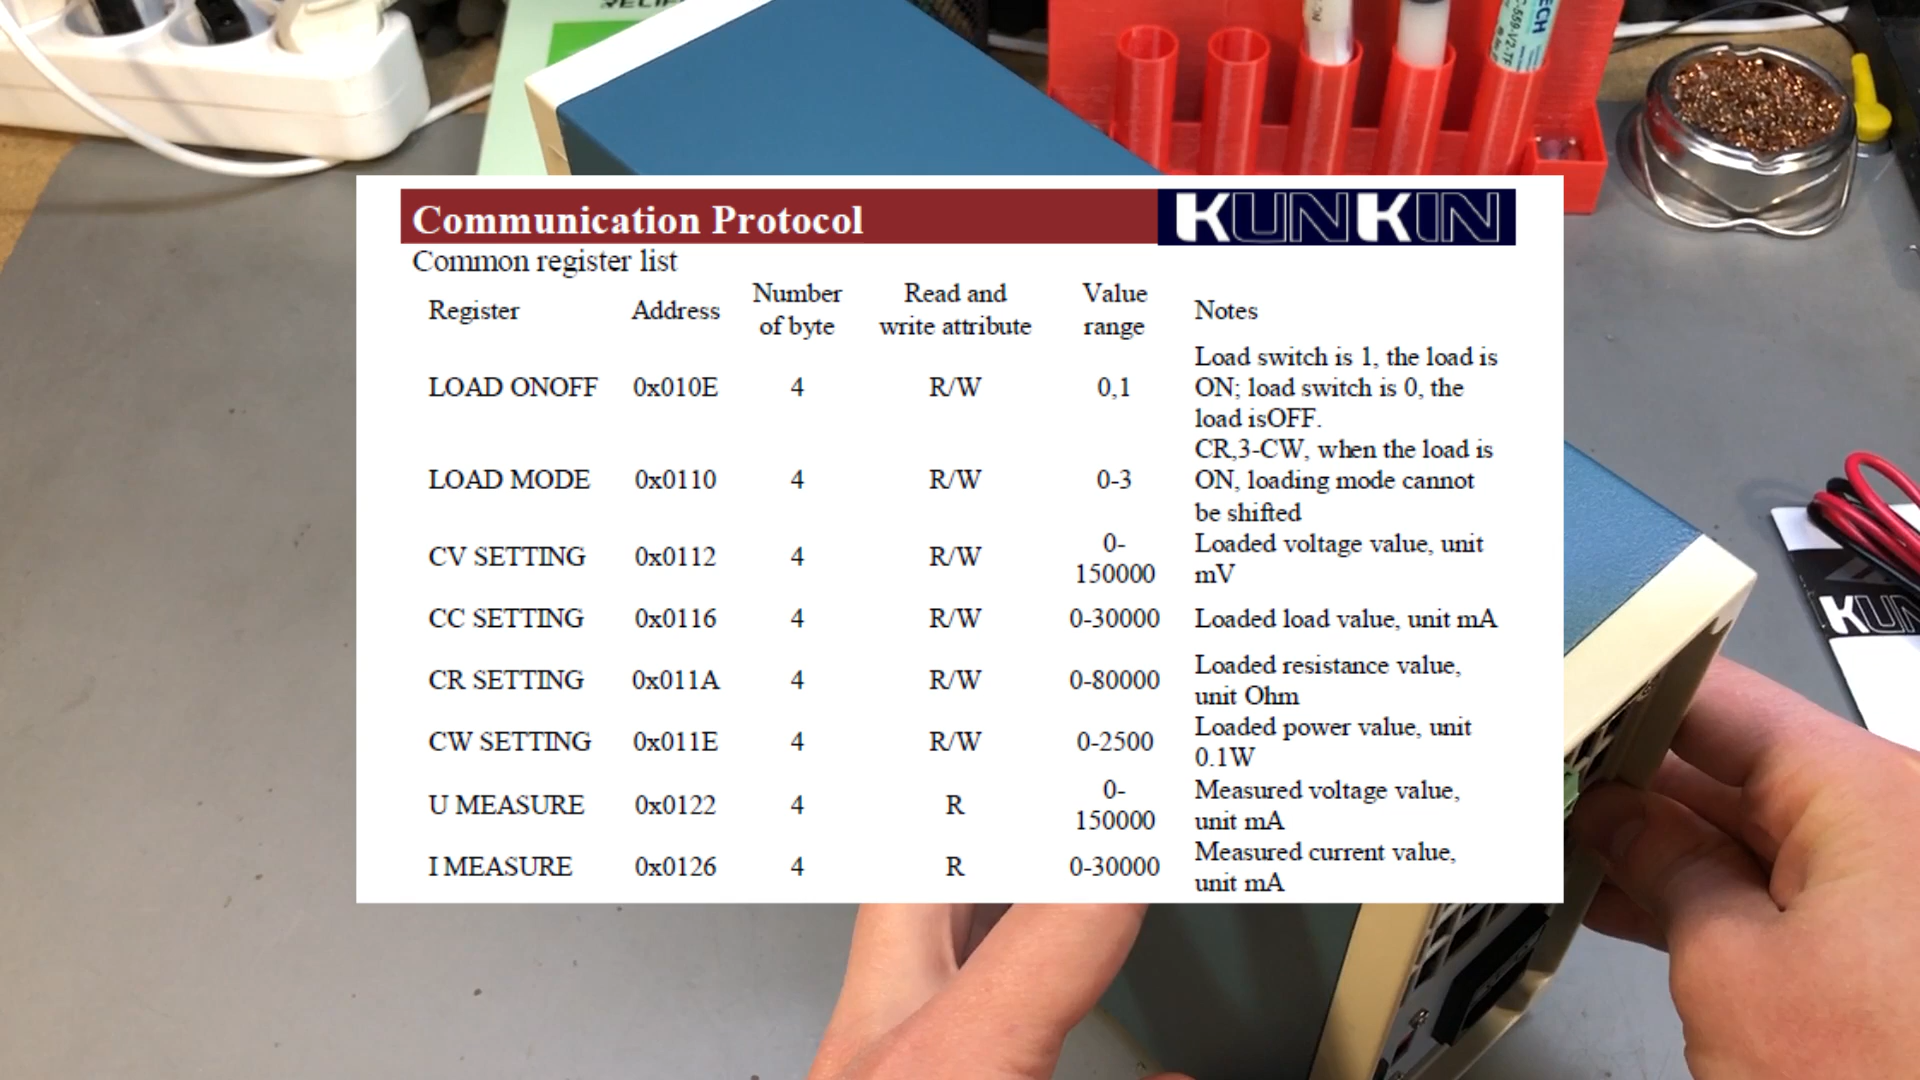 Communication Protocol
KUNKIN
Common register list
Register Address Number of byte Read and write attribute Value range Notes
LOAD ONOFF 0x010E 4 R/W 0,1 Load switch is 1, the load is
ON; load switch is 0, the
load isOFF.
LOAD MODE 0x0110 4 R/W 0-3 CR,3-CW, when the load is
ON, loading mode cannot
be shifted
CV SETTING 0x0112 4 R/W 0-150000 Loaded voltage value, unit
mV
CC SETTING 0x0116 4 R/W 0-30000 Loaded load value, unit mA
CR SETTING 0x011A 4 R/W 0-80000 Loaded resistance value,
unit Ohm
CW SETTING 0x011E 4 R/W 0-2500 Loaded power value, unit
0.1W
U MEASURE 0x0122 4 R 0-150000 Measured voltage value,
unit mA
I MEASURE 0x0126 4 R 0-30000 Measured current value,
unit mA